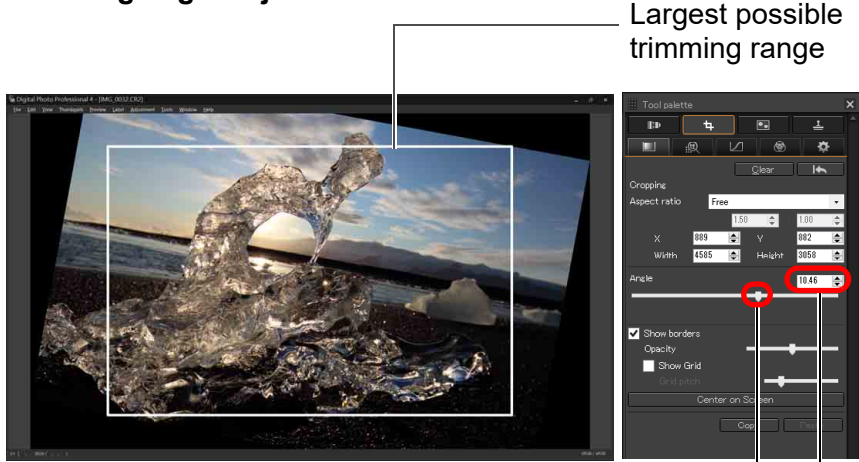 Largest possible
trimming range
Digital Photo Professional 4 - [IMG_0032.CR2]
File Edit View Thumbnails Preview Label Adjustment Tools Window Help
Tool palette
Clear
Cropping
Aspect ratio Free
1.50 1.00
X 889 Y 882
Width 4585 Height 3058
Angle 10.46
Show borders
Opacity
Show Grid
Grid pitch
Center on Screen
Copy Paste